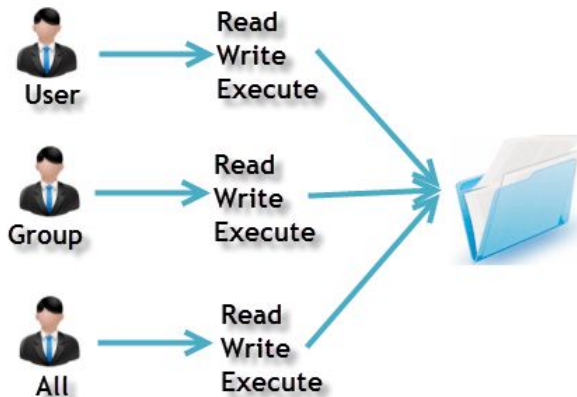 User
Read
Write
Execute
Group
Read
Write
Execute
All
Read
Write
Execute